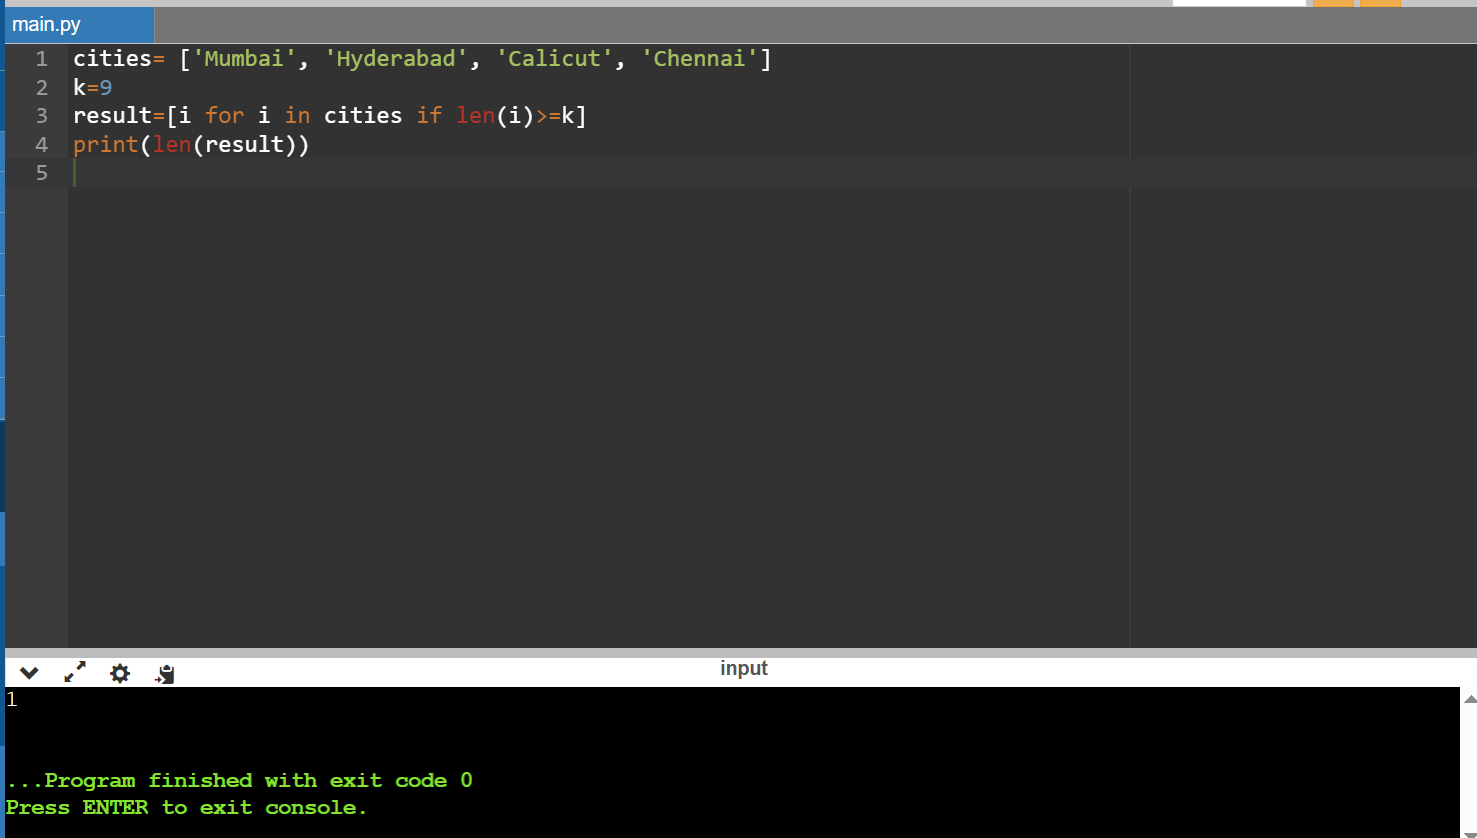 main.py
1 cities= ['Mumbai', 'Hyderabad', 'Calicut', 'Chennai']
2 k=9
3 result=[i for i in cities if len(i)>=k]
4 print(len(result))
5
input
1
...Program finished with exit code 0
Press ENTER to exit console.